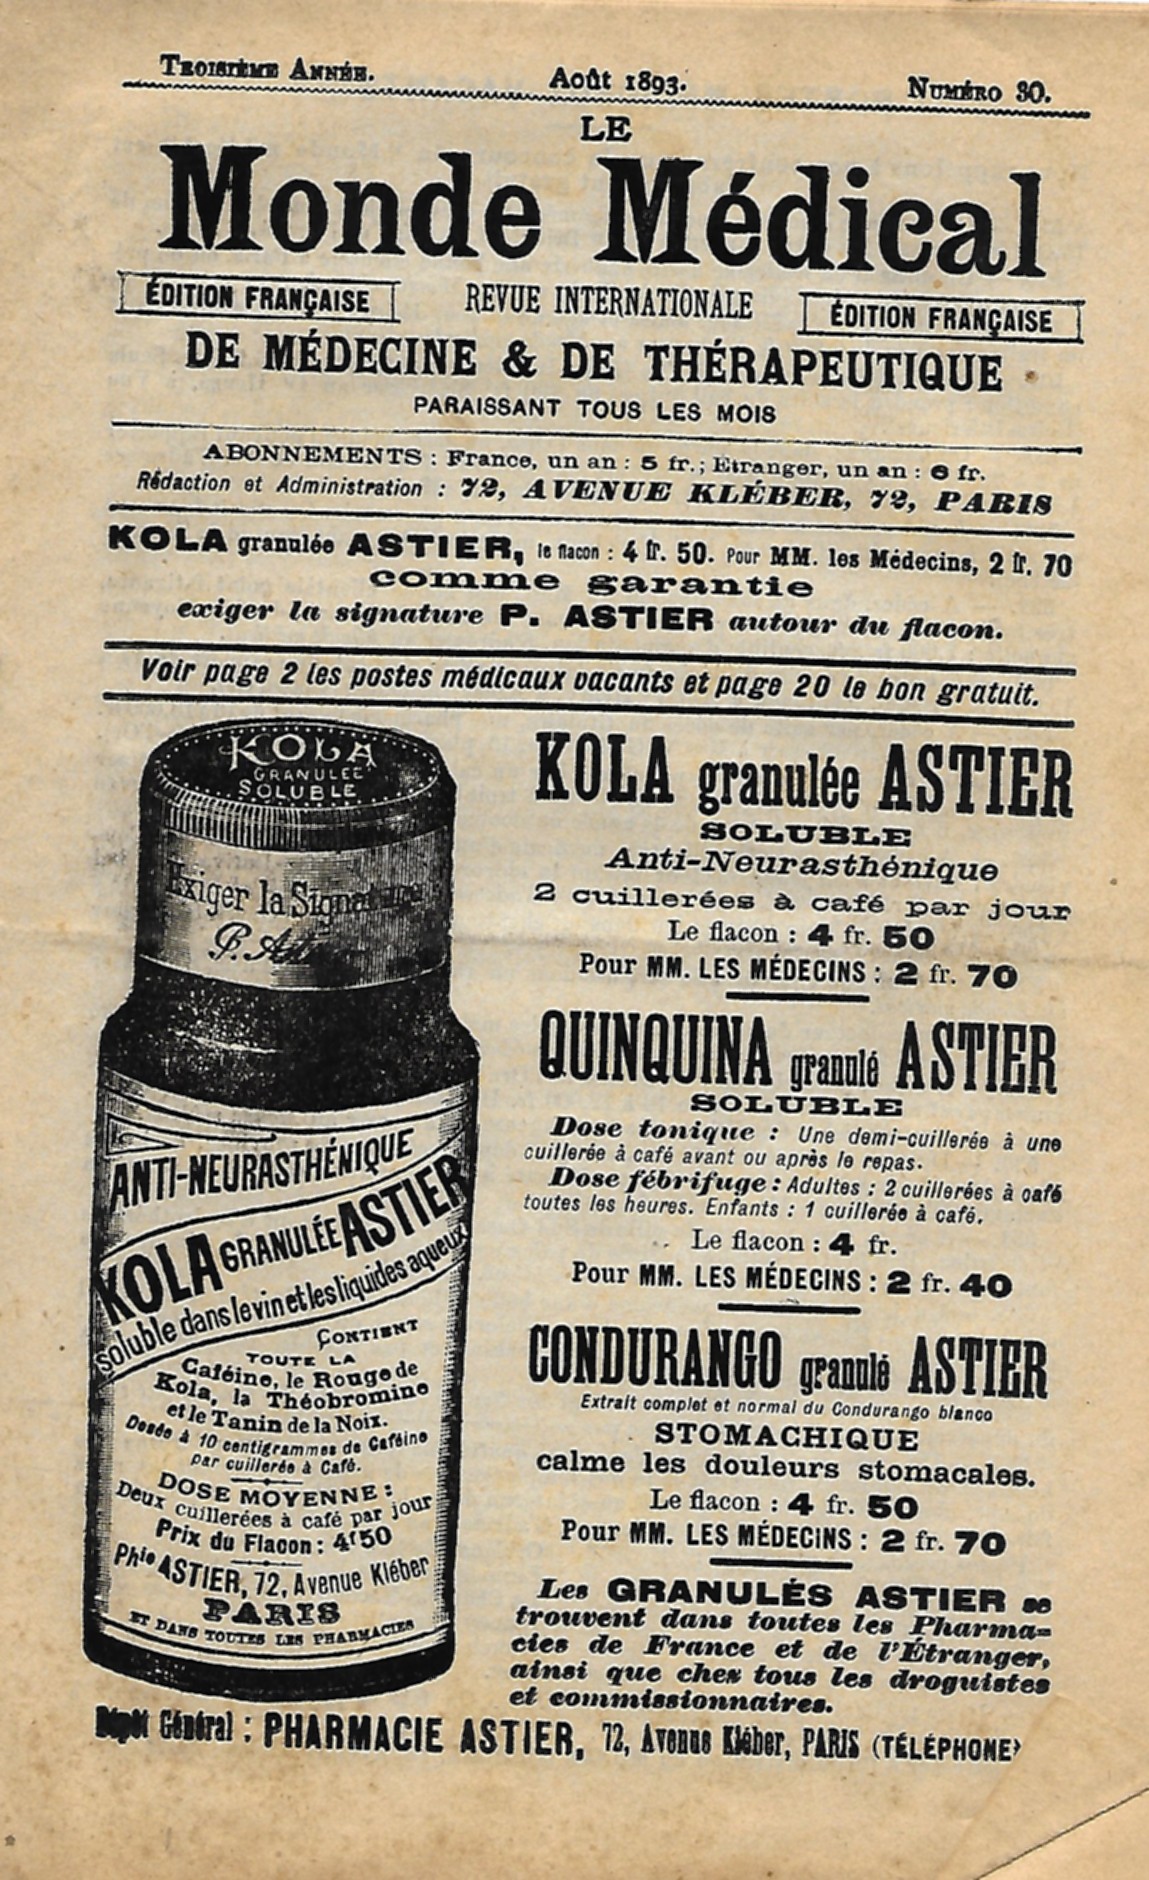 Troisième Année.
Août 1893.
Numéro 30.
LE
Monde Médical
ÉDITION FRANÇAISE
REVUE INTERNATIONALE
ÉDITION FRANÇAISE
DE MÉDECINE & DE THÉRAPEUTIQUE
PARAISSANT TOUS LES MOIS
ABONNEMENTS : France, un an : 5 fr.; Étranger, un an : 6 fr.
Rédaction et Administration : 72, AVENUE KLÉBER, 72, PARIS
KOLA granulée ASTIER, le flacon : 4 fr. 50. Pour MM. les Médecins, 2 fr. 70
comme garantie
exiger la signature P. ASTIER autour du flacon.
Voir page 2 les postes médicaux vacants et page 20 le bon gratuit.
KOLA
GRANULÉE
SOLUBLE
Exiger la Signature
P. Ast
ANTI-NEURASTHÉNIQUE
KOLA GRANULÉE ASTIER
soluble dans le vin et les liquides aqueux
CONTIENT
TOUTE LA
Caféine, le Rouge de
Kola, la Théobromine
et le Tanin de la Noix.
Dosée à 10 centigrammes de Caféine
par cuillerée à Café.
DOSE MOYENNE :
Deux cuillerées à café par jour
Prix du Flacon : 4f50
Phie ASTIER, 72, Avenue Kléber
PARIS
ET DANS TOUTES LES PHARMACIES
KOLA granulée ASTIER
SOLUBLE
Anti-Neurasthénique
2 cuillerées à café par jour
Le flacon : 4 fr. 50
Pour MM. LES MÉDECINS : 2 fr. 70
QUINQUINA granulé ASTIER
SOLUBLE
Dose tonique : Une demi-cuillerée à une
cuillerée à café avant ou après le repas.
Dose fébrifuge : Adultes : 2 cuillerées à café
toutes les heures. Enfants : 1 cuillerée à café.
Le flacon : 4 fr.
Pour MM. LES MÉDECINS : 2 fr. 40
CONDURANGO granulé ASTIER
Extrait complet et normal du Condurango blanco
STOMACHIQUE
calme les douleurs stomacales.
Le flacon : 4 fr. 50
Pour MM. LES MÉDECINS : 2 fr. 70
Les GRANULÉS ASTIER se
trouvent dans toutes les Pharma=
cies de France et de l'Étranger,
ainsi que chez tous les droguistes
et commissionnaires.
Dépôt Général : PHARMACIE ASTIER, 72, Avenue Kléber, PARIS (TÉLÉPHONE)